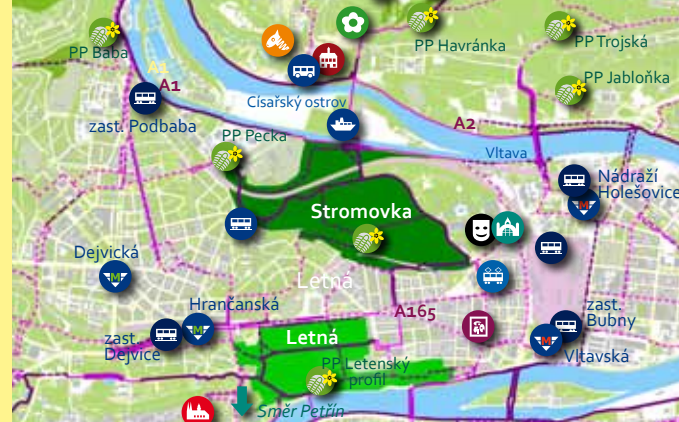 PP Baba
PP Havránka
PP Trojská
A1
A1
PP Jabloňka
Císařský ostrov
zast. Podbaba
A2
PP Pecka
Vltava
Nádraží
Holešovice
M
Stromovka
Dejvická
M
Letná
Hrančanská
M
A165
zast.
Bubny
zast.
Dejvice
Letná
M
Vltavská
PP Letenský
profil
Směr Petřín